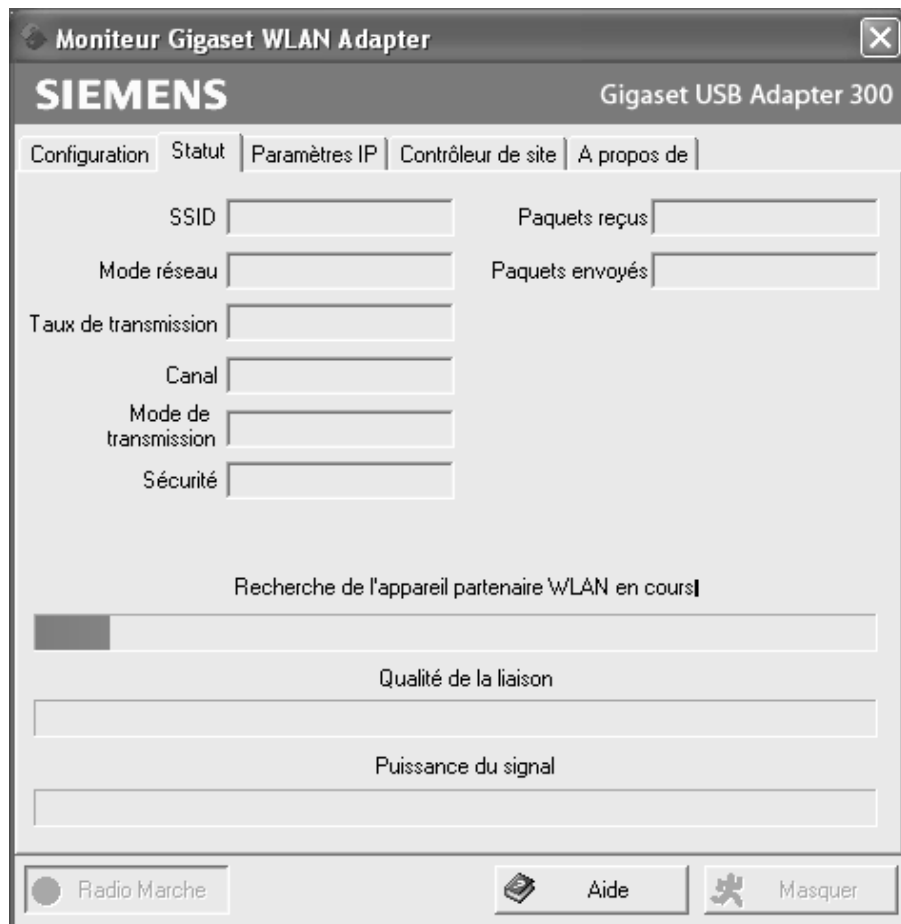 Moniteur Gigaset WLAN Adapter
SIEMENS
Gigaset USB Adapter 300
Configuration
Statut
Paramètres IP
Contrôleur de site
A propos de
SSID
Paquets reçus
Mode réseau
Paquets envoyés
Taux de transmission
Canal
Mode de
transmission
Sécurité
Recherche de l'appareil partenaire WLAN en cours
Qualité de la liaison
Puissance du signal
Radio Marche
Aide
Masquer